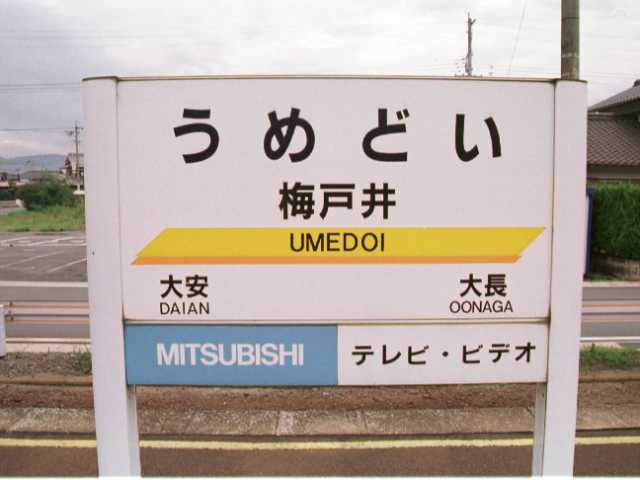 うめどい
梅戸井
UMEDOI
大安 大長
DAIAN OONAGA
MITSUBISHI テレビ・ビデオ